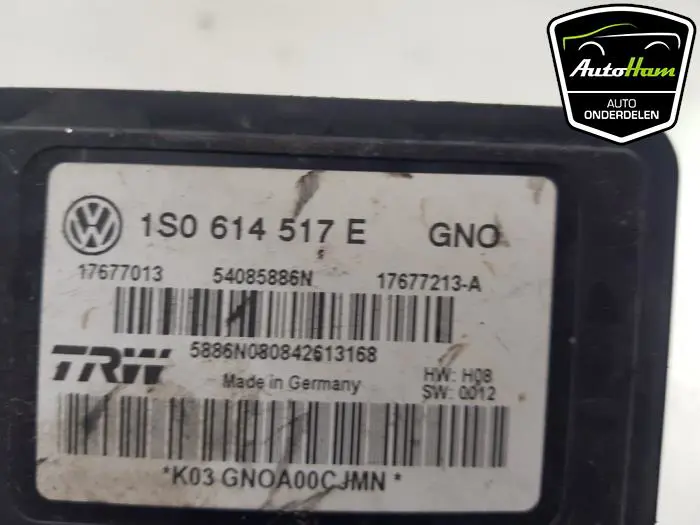 AutoHam
AUTO
ONDERDELEN
VW
1S0 614 517 E GNO
17677013 54085886N 17677213-A
TRW
5886N080842613168
Made in Germany
HW: H08
SW: 0012
*K03 GNOA00CJMN *